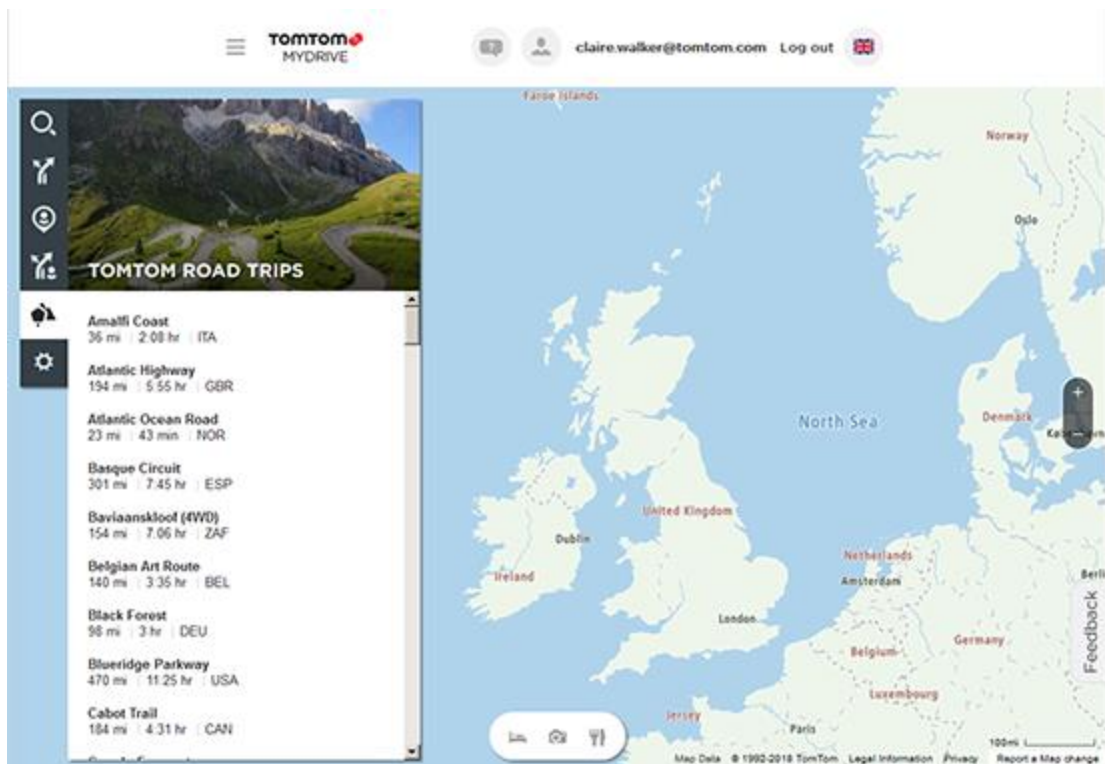 TOMTOM
MYDRIVE
claire.walker@tomtom.com Log out
TOMTOM ROAD TRIPS
Amalfi Coast
36 mi | 2:08 hr | ITA
Atlantic Highway
194 mi | 5:55 hr | GBR
Atlantic Ocean Road
23 mi | 43 min | NOR
Basque Circuit
301 mi | 7:45 hr | ESP
Baviaanskloof (4WD)
154 mi | 7:06 hr | ZAF
Belgian Art Route
140 mi | 3:35 hr | BEL
Black Forest
98 mi | 3 hr | DEU
Blueridge Parkway
470 mi | 11:25 hr | USA
Cabot Trail
184 mi | 4:31 hr | CAN
Faroe Islands
Norway
Oslo
North Sea
Denmark
United Kingdom
Dublin
Ireland
Netherlands
Amsterdam
Berli
London
Belgium
Germany
Luxembourg
Jersey
Paris
Feedback
100mi
Map Data © 1992-2018 TomTom Legal Information Privacy Report a Map change